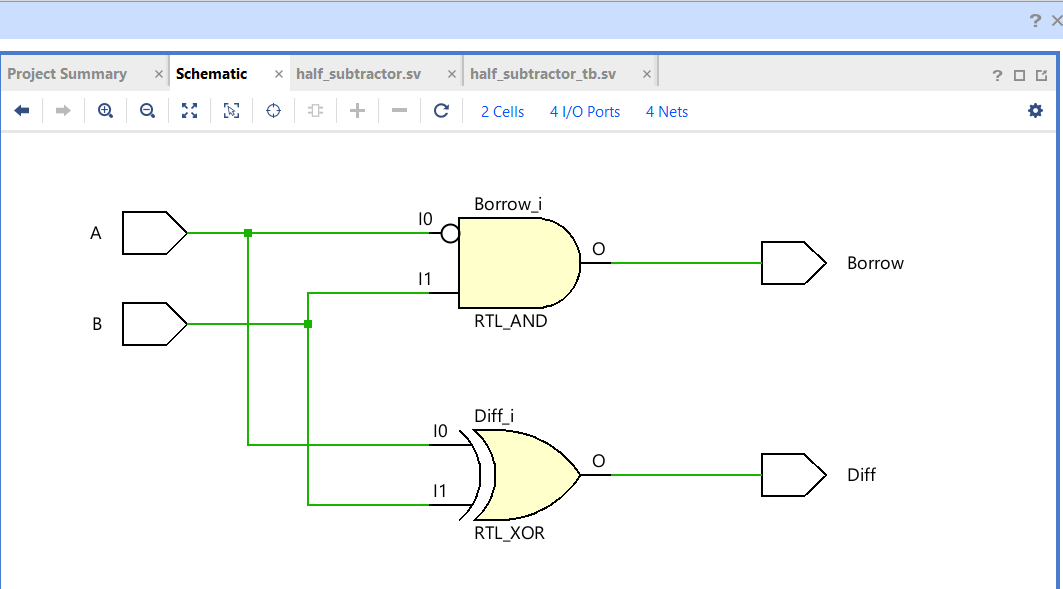 ?
Project Summary × Schematic × half_subtractor.sv × half_subtractor_tb.sv × ?
2 Cells 4 I/O Ports 4 Nets
Borrow_i
I0
A
O
Borrow
I1
RTL_AND
B
Diff_i
I0
O
Diff
I1
RTL_XOR